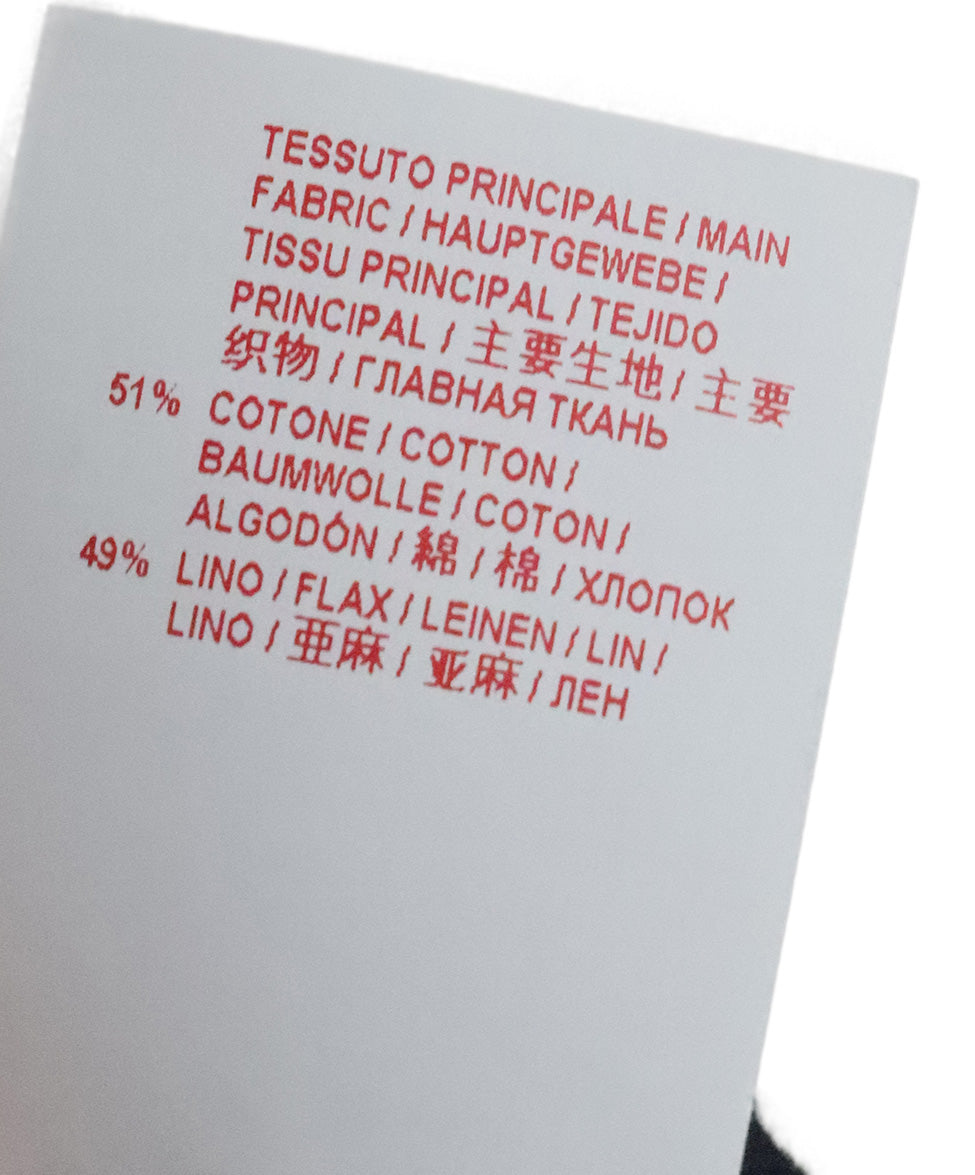 TESSUTO PRINCIPALE / MAIN
FABRIC / HAUPTGEWEBE /
TISSU PRINCIPAL / TEJIDO
PRINCIPAL / 主要生地 / 主要
织物 / ГЛАВНАЯ ТКАНЬ
51% COTONE / COTTON /
BAUMWOLLE / COTON /
ALGODÓN / 綿 / 棉 / ХЛОПОК
49% LINO / FLAX / LEINEN / LIN /
LINO / 亜麻 / 亚麻 / ЛЕН